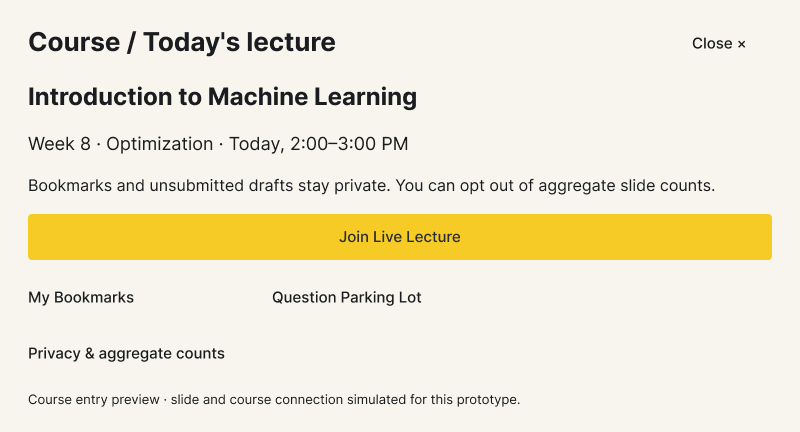 Course / Today's lecture
Close ×
Introduction to Machine Learning
Week 8 · Optimization · Today, 2:00–3:00 PM
Bookmarks and unsubmitted drafts stay private. You can opt out of aggregate slide counts.
Join Live Lecture
My Bookmarks
Question Parking Lot
Privacy & aggregate counts
Course entry preview · slide and course connection simulated for this prototype.